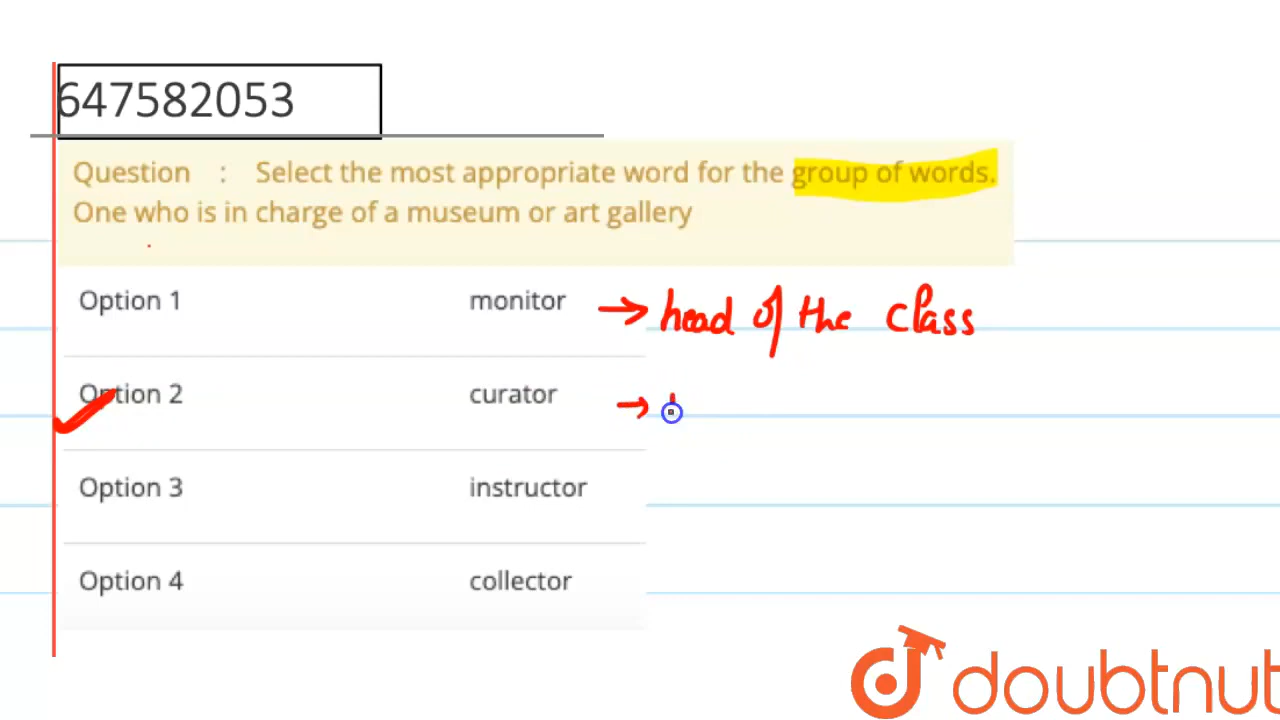 647582053
Question : Select the most appropriate word for the group of words.
One who is in charge of a museum or art gallery
Option 1 monitor → head of the class
Option 2 curator →
Option 3 instructor
Option 4 collector
doubtnut